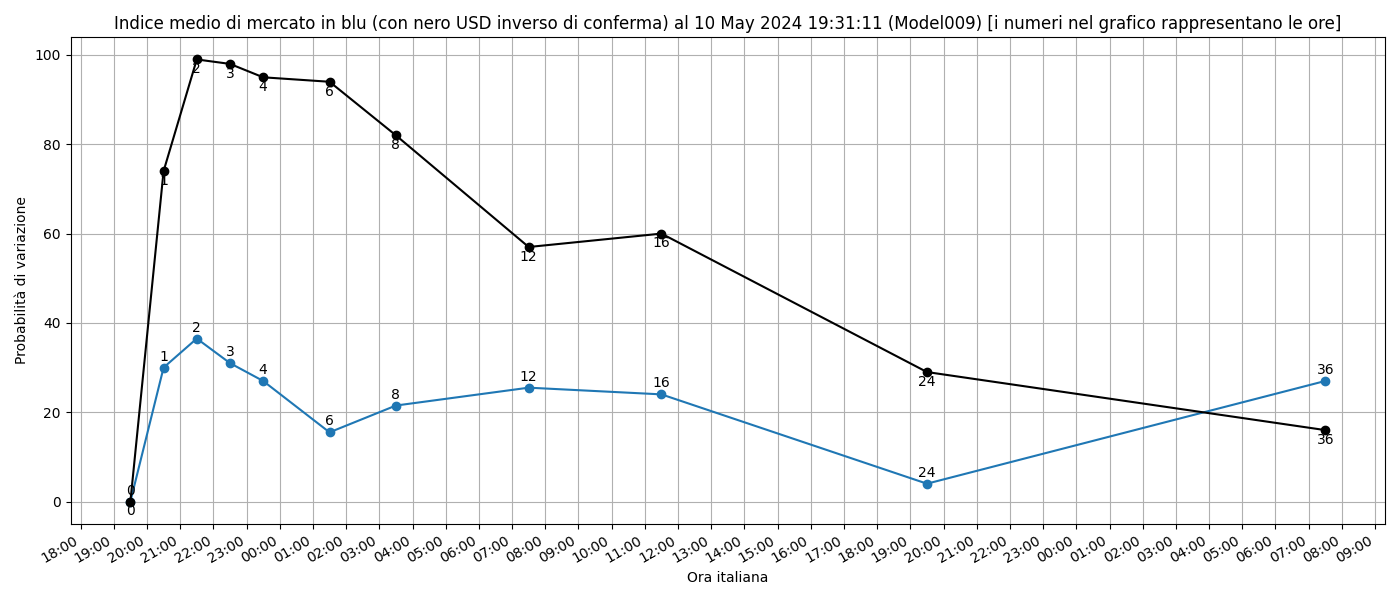 Indice medio di mercato in blu (con nero USD inverso di conferma) al 10 May 2024 19:31:11 (Model009) [i numeri nel grafico rappresentano le ore]
Probabilità di variazione
100
80
60
40
20
0
0 1 2 3 4 6 8 12 16 24 36
0 1 2 3 4 6 8 12 16 24 36
18:00 19:00 20:00 21:00 22:00 23:00 00:00 01:00 02:00 03:00 04:00 05:00 06:00 07:00 08:00 09:00 10:00 11:00 12:00 13:00 14:00 15:00 16:00 17:00 18:00 19:00 20:00 21:00 22:00 23:00 00:00 01:00 02:00 03:00 04:00 05:00 06:00 07:00 08:00 09:00
Ora italiana